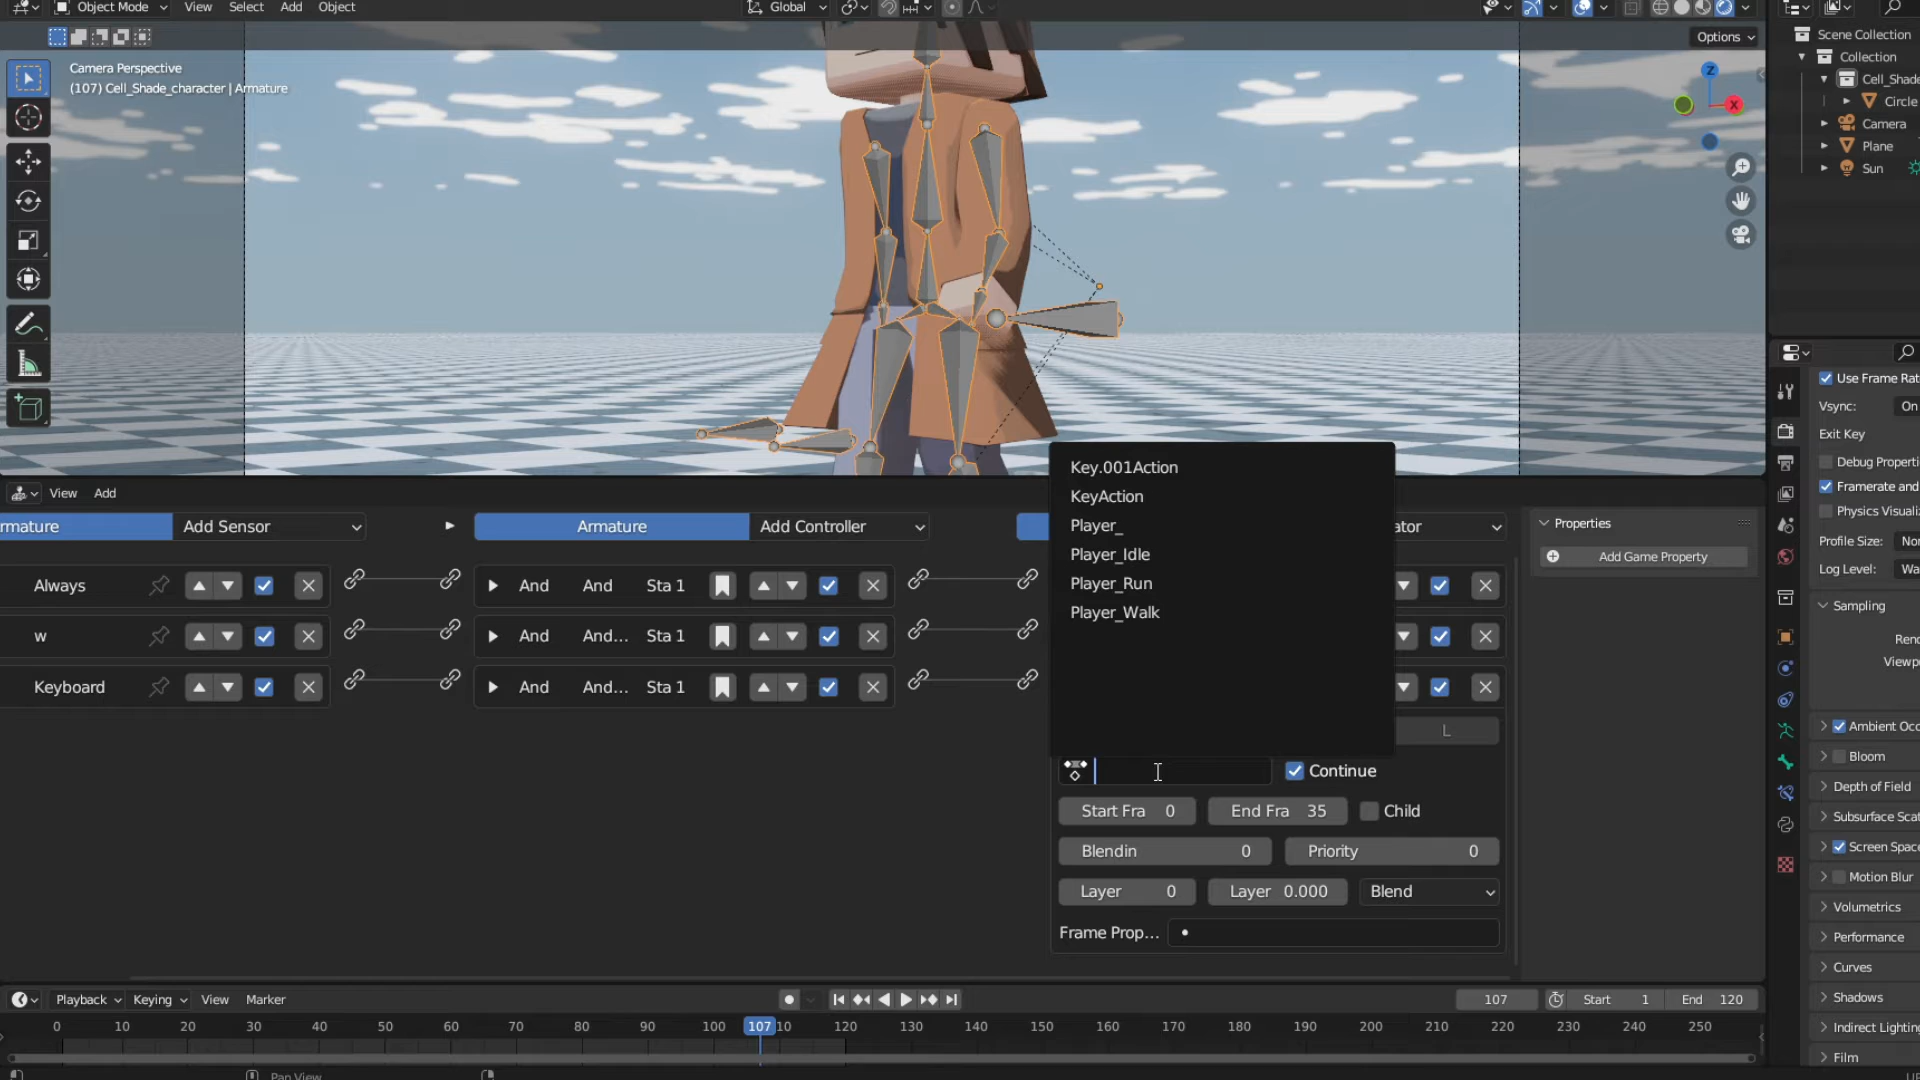 Object Mode View Select Add Object Global
Options
Camera Perspective
(107) Cell_Shade_character | Armature
Z
X
Scene Collection
Collection
Cell_Shade
Circle
Camera
Plane
Sun
Use Frame Rat
Vsync: On
Exit Key
Debug Properti
Framerate and
Physics Visuali
Profile Size: Nor
Log Level: Wa
Sampling
Rend
Viewp
Ambient Occ
Bloom
Depth of Field
Subsurface Scat
Screen Space
Motion Blur
Volumetrics
Performance
Curves
Shadows
Indirect Lighting
Film
View Add
rmature Add Sensor Armature Add Controller ator
Always And And Sta 1
w And And... Sta 1
Keyboard And And... Sta 1
Key.001Action
KeyAction
Player_
Player_Idle
Player_Run
Player_Walk
L
Continue
Start Fra 0 End Fra 35 Child
Blendin 0 Priority 0
Layer 0 Layer 0.000 Blend
Frame Prop...
Properties
Add Game Property
Playback Keying View Marker 107 Start 1 End 120
0 10 20 30 40 50 60 70 80 90 100 107 10 120 130 140 150 160 170 180 190 200 210 220 230 240 250
Pan View